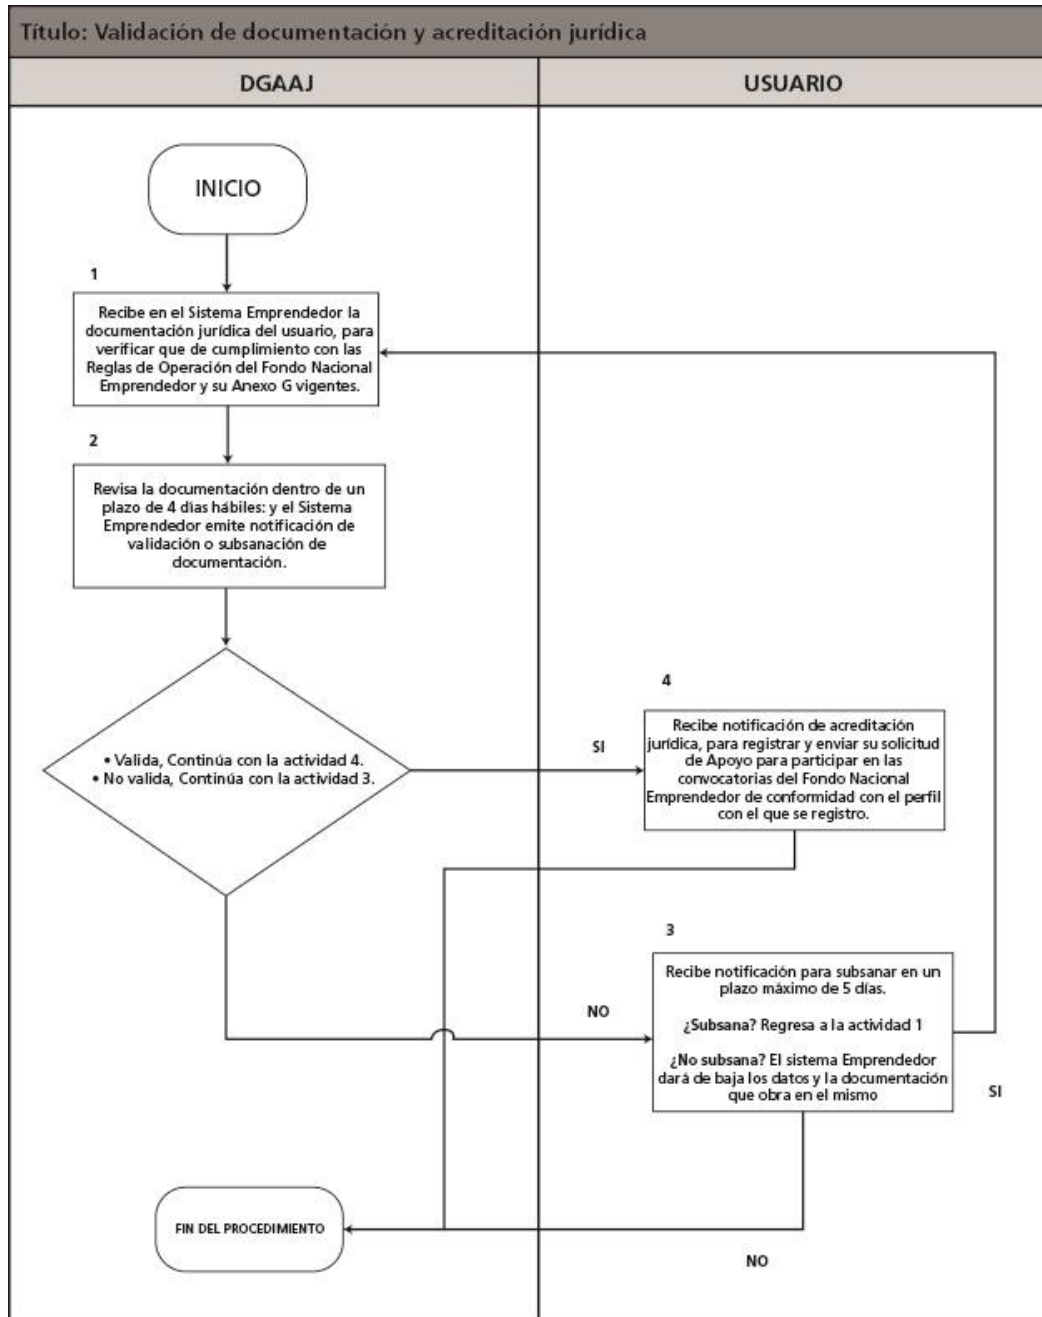 Título: Validación de documentación y acreditación jurídica
DGAAJ
USUARIO
INICIO
1
Recibe en el Sistema Emprendedor la
documentación jurídica del usuario, para
verificar que de cumplimiento con las
Reglas de Operación del Fondo Nacional
Emprendedor y su Anexo G vigentes.
2
Revisa la documentación dentro de un
plazo de 4 días hábiles: y el Sistema
Emprendedor emite notificación de
validación o subsanación de
documentación.
• Valida, Continúa con la actividad 4.
• No valida, Continúa con la actividad 3.
SI
4
Recibe notificación de acreditación
jurídica, para registrar y enviar su solicitud
de Apoyo para participar en las
convocatorias del Fondo Nacional
Emprendedor de conformidad con el perfil
con el que se registro.
NO
3
Recibe notificación para subsanar en un
plazo máximo de 5 días.
¿Subsana? Regresa a la actividad 1
¿No subsana? El sistema Emprendedor
dará de baja los datos y la documentación
que obra en el mismo
SI
FIN DEL PROCEDIMIENTO
NO